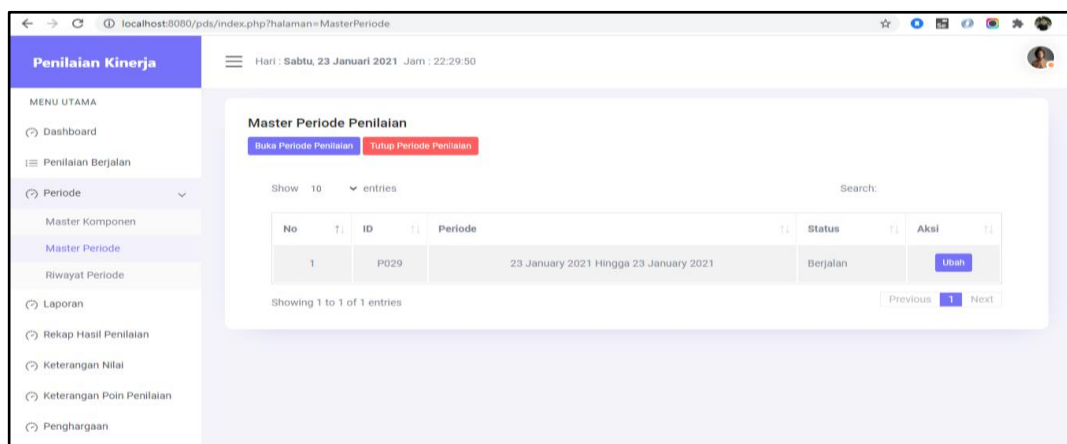 localhost:8080/pds/index.php?halaman=MasterPeriode
Penilaian Kinerja
Hari : Sabtu, 23 Januari 2021 Jam : 22:29:50
MENU UTAMA
Dashboard
Penilaian Berjalan
Periode
Master Komponen
Master Periode
Riwayat Periode
Laporan
Rekap Hasil Penilaian
Keterangan Nilai
Keterangan Poin Penilaian
Penghargaan
Master Periode Penilaian
Buka Periode Penilaian Tutup Periode Penilaian
Show 10 entries Search:
No ID Periode Status Aksi
1 P029 23 January 2021 Hingga 23 January 2021 Berjalan Ubah
Showing 1 to 1 of 1 entries Previous 1 Next